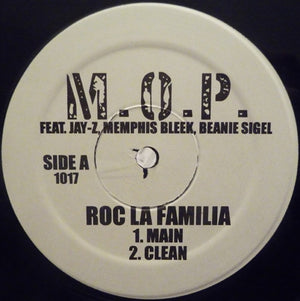 M.O.P.
FEAT. JAY-Z, MEMPHIS BLEEK, BEANIE SIGEL
SIDE A
1017
ROC LA FAMILIA
1. MAIN
2. CLEAN